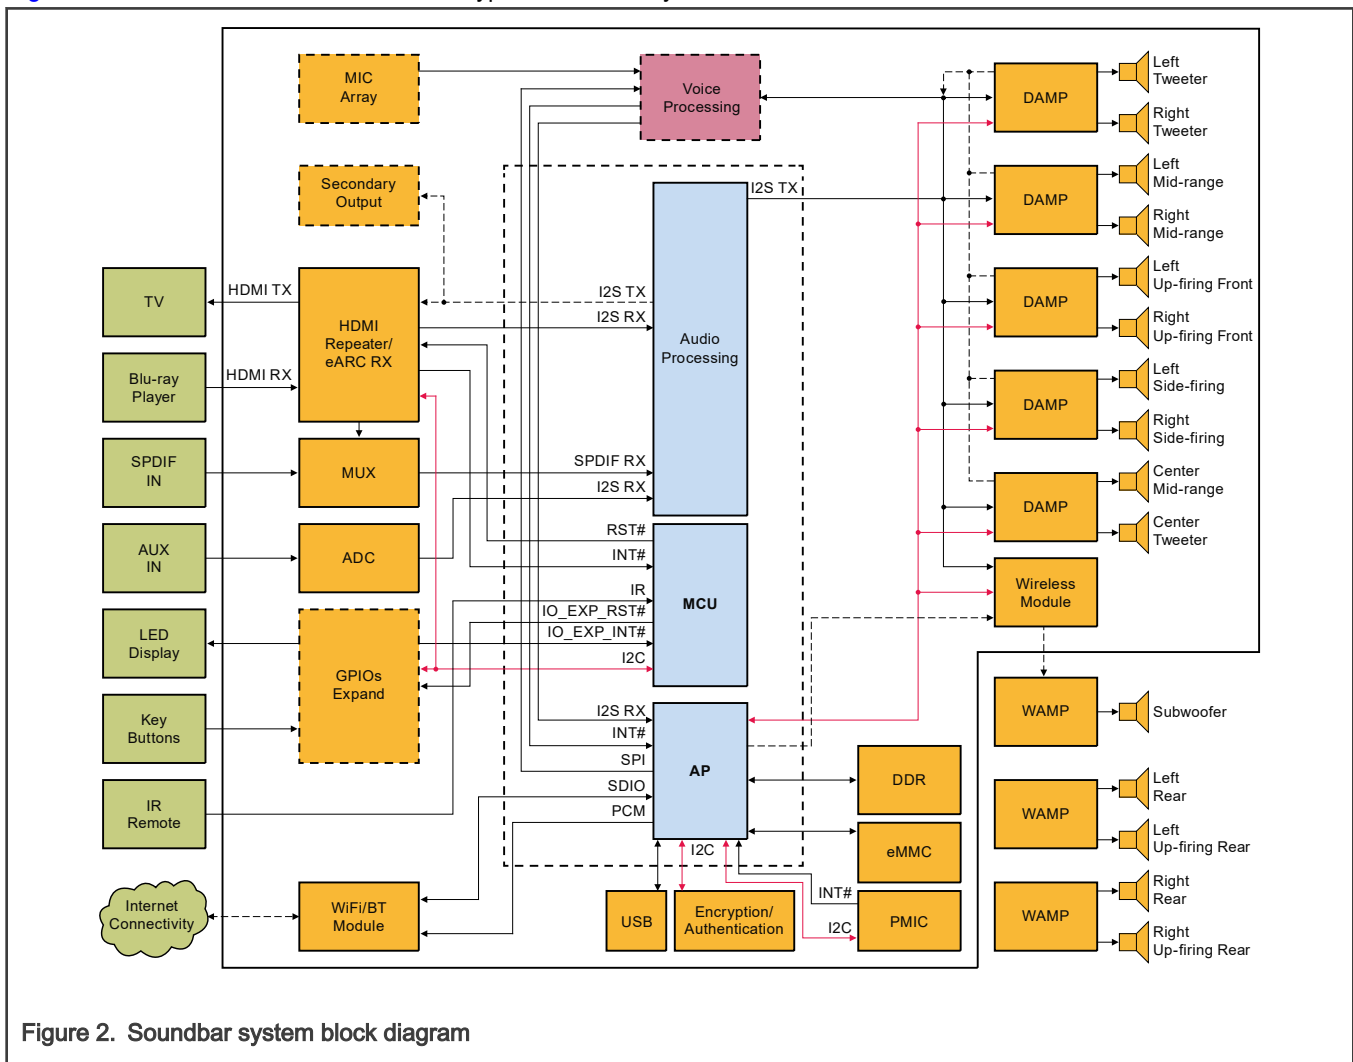 MIC
Array
Voice
Processing
Secondary
Output
TV
HDMI TX
HDMI
Repeater/
eARC RX
Blu-ray
Player
HDMI RX
SPDIF
IN
MUX
AUX
IN
ADC
LED
Display
GPIOs
Expand
Key
Buttons
IR
Remote
Internet
Connectivity
WiFi/BT
Module
I2S TX
I2S TX
I2S RX
Audio
Processing
SPDIF RX
I2S RX
RST#
INT#
IR
IO_EXP_RST#
IO_EXP_INT#
I2C
MCU
I2S RX
INT#
SPI
SDIO
PCM
AP
I2C
USB
Encryption/
Authentication
DDR
eMMC
INT#
I2C
PMIC
DAMP
Left
Tweeter
Right
Tweeter
DAMP
Left
Mid-range
Right
Mid-range
DAMP
Left
Up-firing Front
Right
Up-firing Front
DAMP
Left
Side-firing
Right
Side-firing
DAMP
Center
Mid-range
Center
Tweeter
Wireless
Module
WAMP
Subwoofer
WAMP
Left
Rear
Left
Up-firing Rear
WAMP
Right
Rear
Right
Up-firing Rear
Figure 2. Soundbar system block diagram